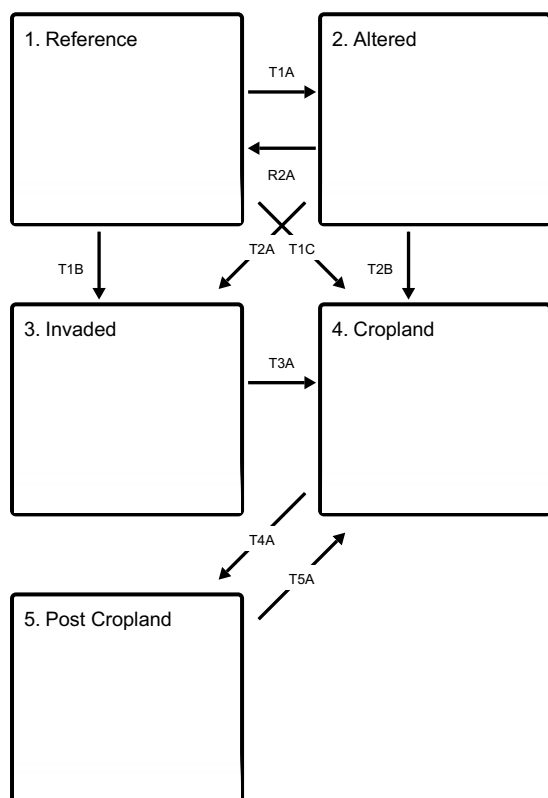 1. Reference
2. Altered
T1A
R2A
T1B
T2A
T1C
T2B
3. Invaded
4. Cropland
T3A
T4A
T5A
5. Post Cropland